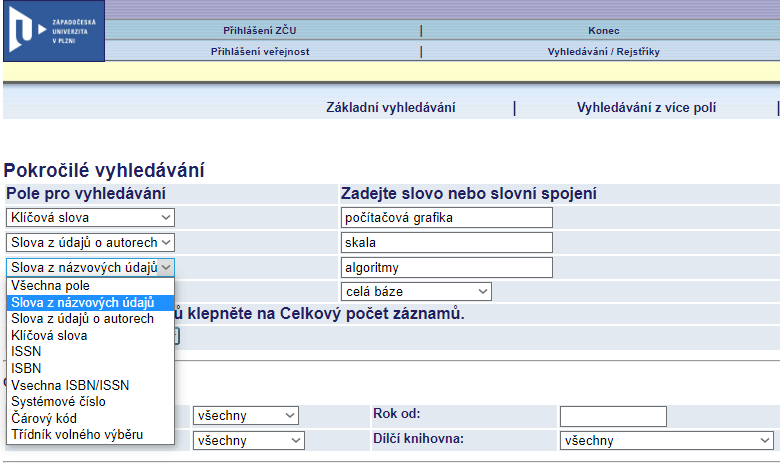 ZÁPADOČESKÁ
UNIVERZITA
V PLZNI
Přihlášení ZČU | Konec
Přihlášení veřejnost | Vyhledávání / Rejstříky
Základní vyhledávání | Vyhledávání z více polí |
Pokročilé vyhledávání
Pole pro vyhledávání Zadejte slovo nebo slovní spojení
Klíčová slova počítačová grafika
Slova z údajů o autorech skala
Slova z názvových údajů algoritmy
Všechna pole celá báze
Slova z názvových údajů
Slova z údajů o autorech ů klepněte na Celkový počet záznamů.
Klíčová slova
ISSN
ISBN
Vsechna ISBN/ISSN
Systémové číslo
Čárový kód všechny Rok od:
Třídník volného výběru všechny Dílčí knihovna: všechny